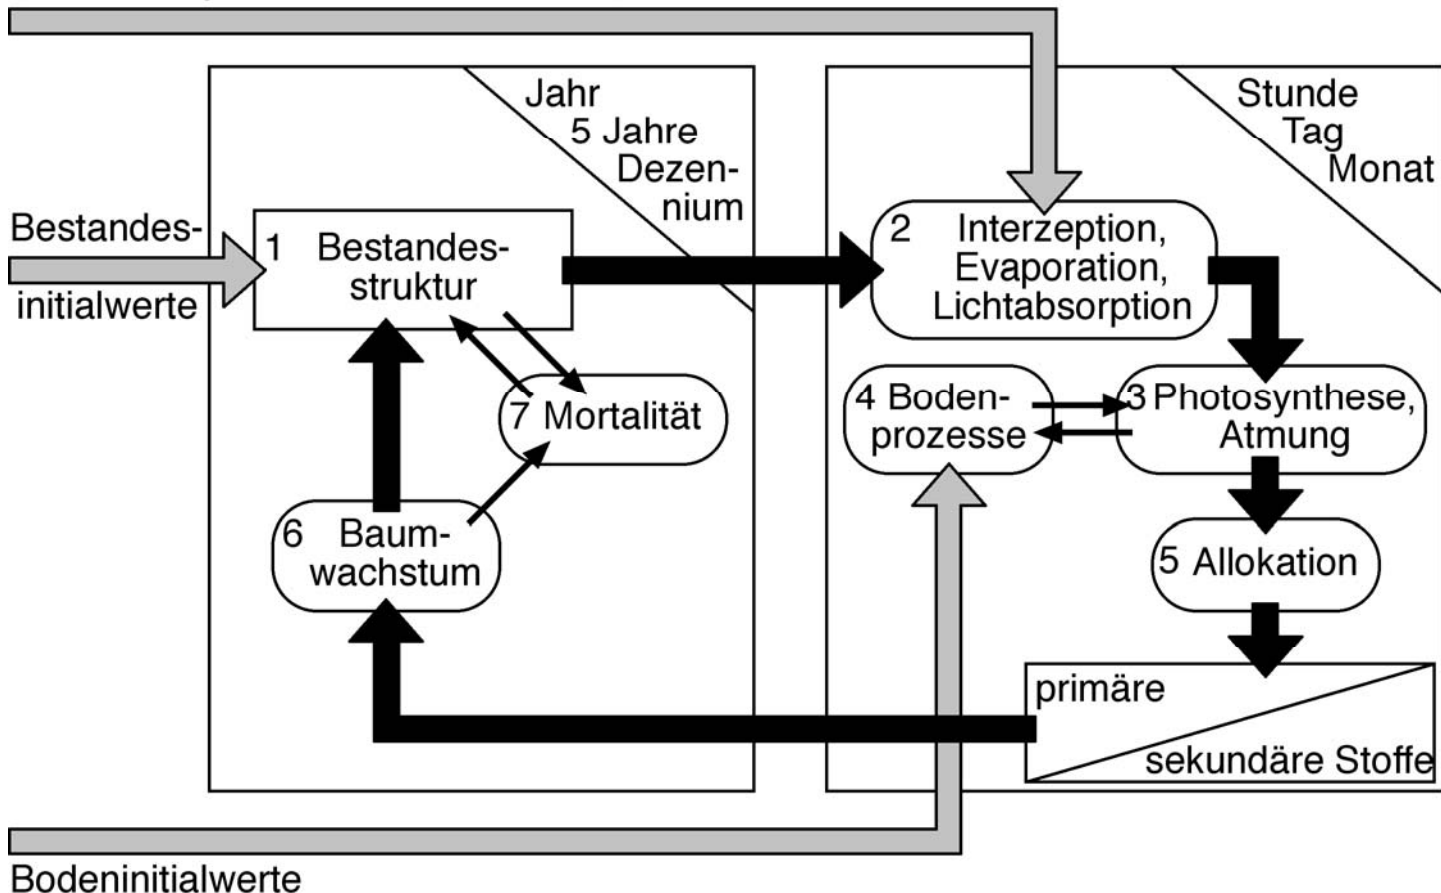 Jahr
5 Jahre
Dezen-
nium
Stunde
Tag
Monat
Bestandes-
initialwerte
1 Bestandes-
struktur
2 Interzeption,
Evaporation,
Lichtabsorption
7 Mortalität
4 Boden-
prozesse
3 Photosynthese,
Atmung
6 Baum-
wachstum
5 Allokation
primäre
sekundäre Stoffe
Bodeninitialwerte